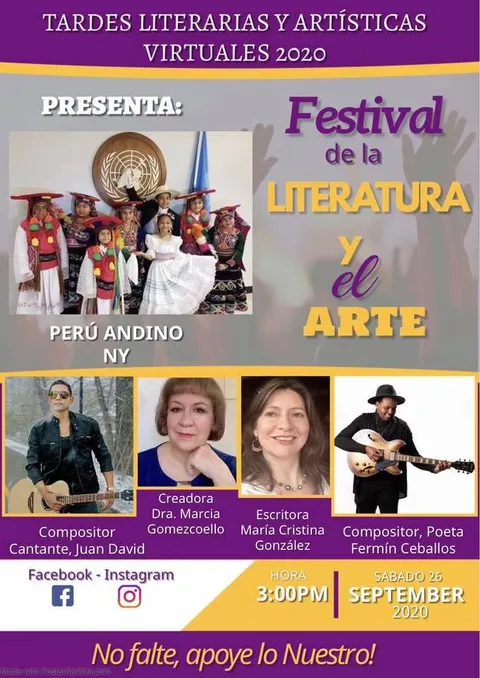 TARDES LITERARIAS Y ARTÍSTICAS
VIRTUALES 2020
PRESENTA:
Festival
de la
LITERATURA
y
el
ARTE
PERÚ ANDINO
NY
Compositor
Cantante, Juan David
Creadora
Dra. Marcia
Gomezcoello
Escritora
María Cristina
González
Compositor, Poeta
Fermín Ceballos
Facebook - Instagram
HORA
3:00PM
SABADO 26
SEPTEMBER
2020
No falte, apoye lo Nuestro!